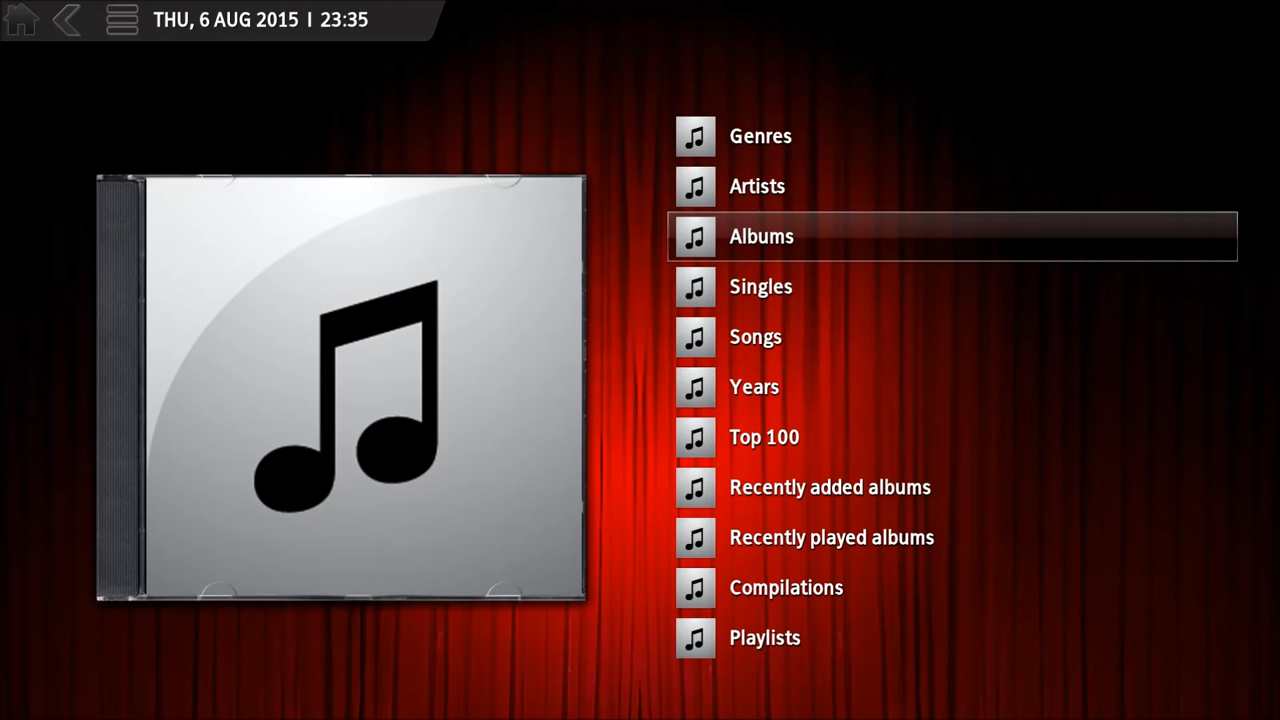 THU, 6 AUG 2015 | 23:35
Genres
Artists
Albums
Singles
Songs
Years
Top 100
Recently added albums
Recently played albums
Compilations
Playlists